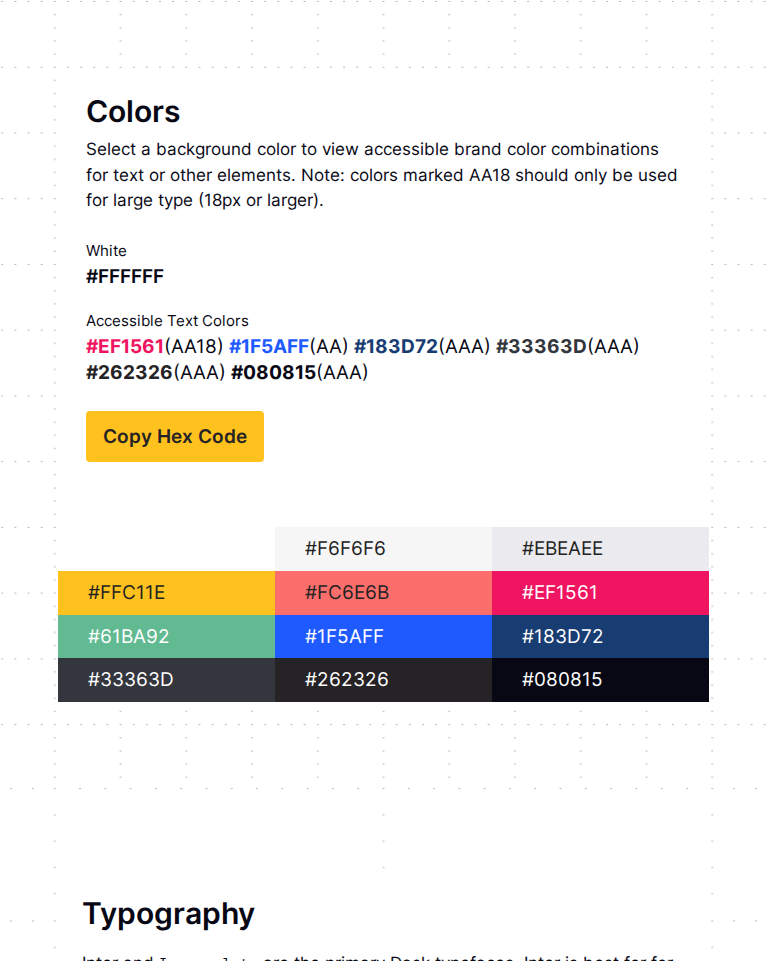 Colors
Select a background color to view accessible brand color combinations
for text or other elements. Note: colors marked AA18 should only be used
for large type (18px or larger).
White
#FFFFFF
Accessible Text Colors
#EF1561(AA18) #1F5AFF(AA) #183D72(AAA) #33363D(AAA)
#262326(AAA) #080815(AAA)
Copy Hex Code
#F6F6F6 #EBEAEE
#FFC11E #FC6E6B #EF1561
#61BA92 #1F5AFF #183D72
#33363D #262326 #080815
Typography